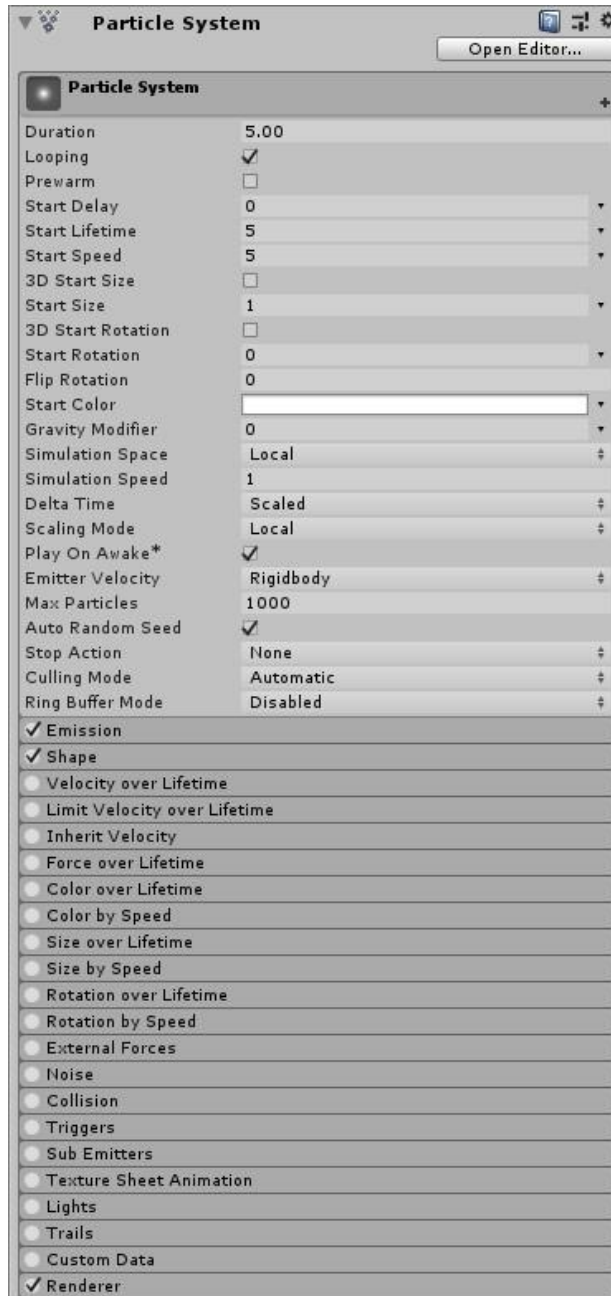 Particle System
Open Editor...
Particle System
Duration 5.00
Looping
Prewarm
Start Delay 0
Start Lifetime 5
Start Speed 5
3D Start Size
Start Size 1
3D Start Rotation
Start Rotation 0
Flip Rotation 0
Start Color
Gravity Modifier 0
Simulation Space Local
Simulation Speed 1
Delta Time Scaled
Scaling Mode Local
Play On Awake*
Emitter Velocity Rigidbody
Max Particles 1000
Auto Random Seed
Stop Action None
Culling Mode Automatic
Ring Buffer Mode Disabled
Emission
Shape
Velocity over Lifetime
Limit Velocity over Lifetime
Inherit Velocity
Force over Lifetime
Color over Lifetime
Color by Speed
Size over Lifetime
Size by Speed
Rotation over Lifetime
Rotation by Speed
External Forces
Noise
Collision
Triggers
Sub Emitters
Texture Sheet Animation
Lights
Trails
Custom Data
Renderer